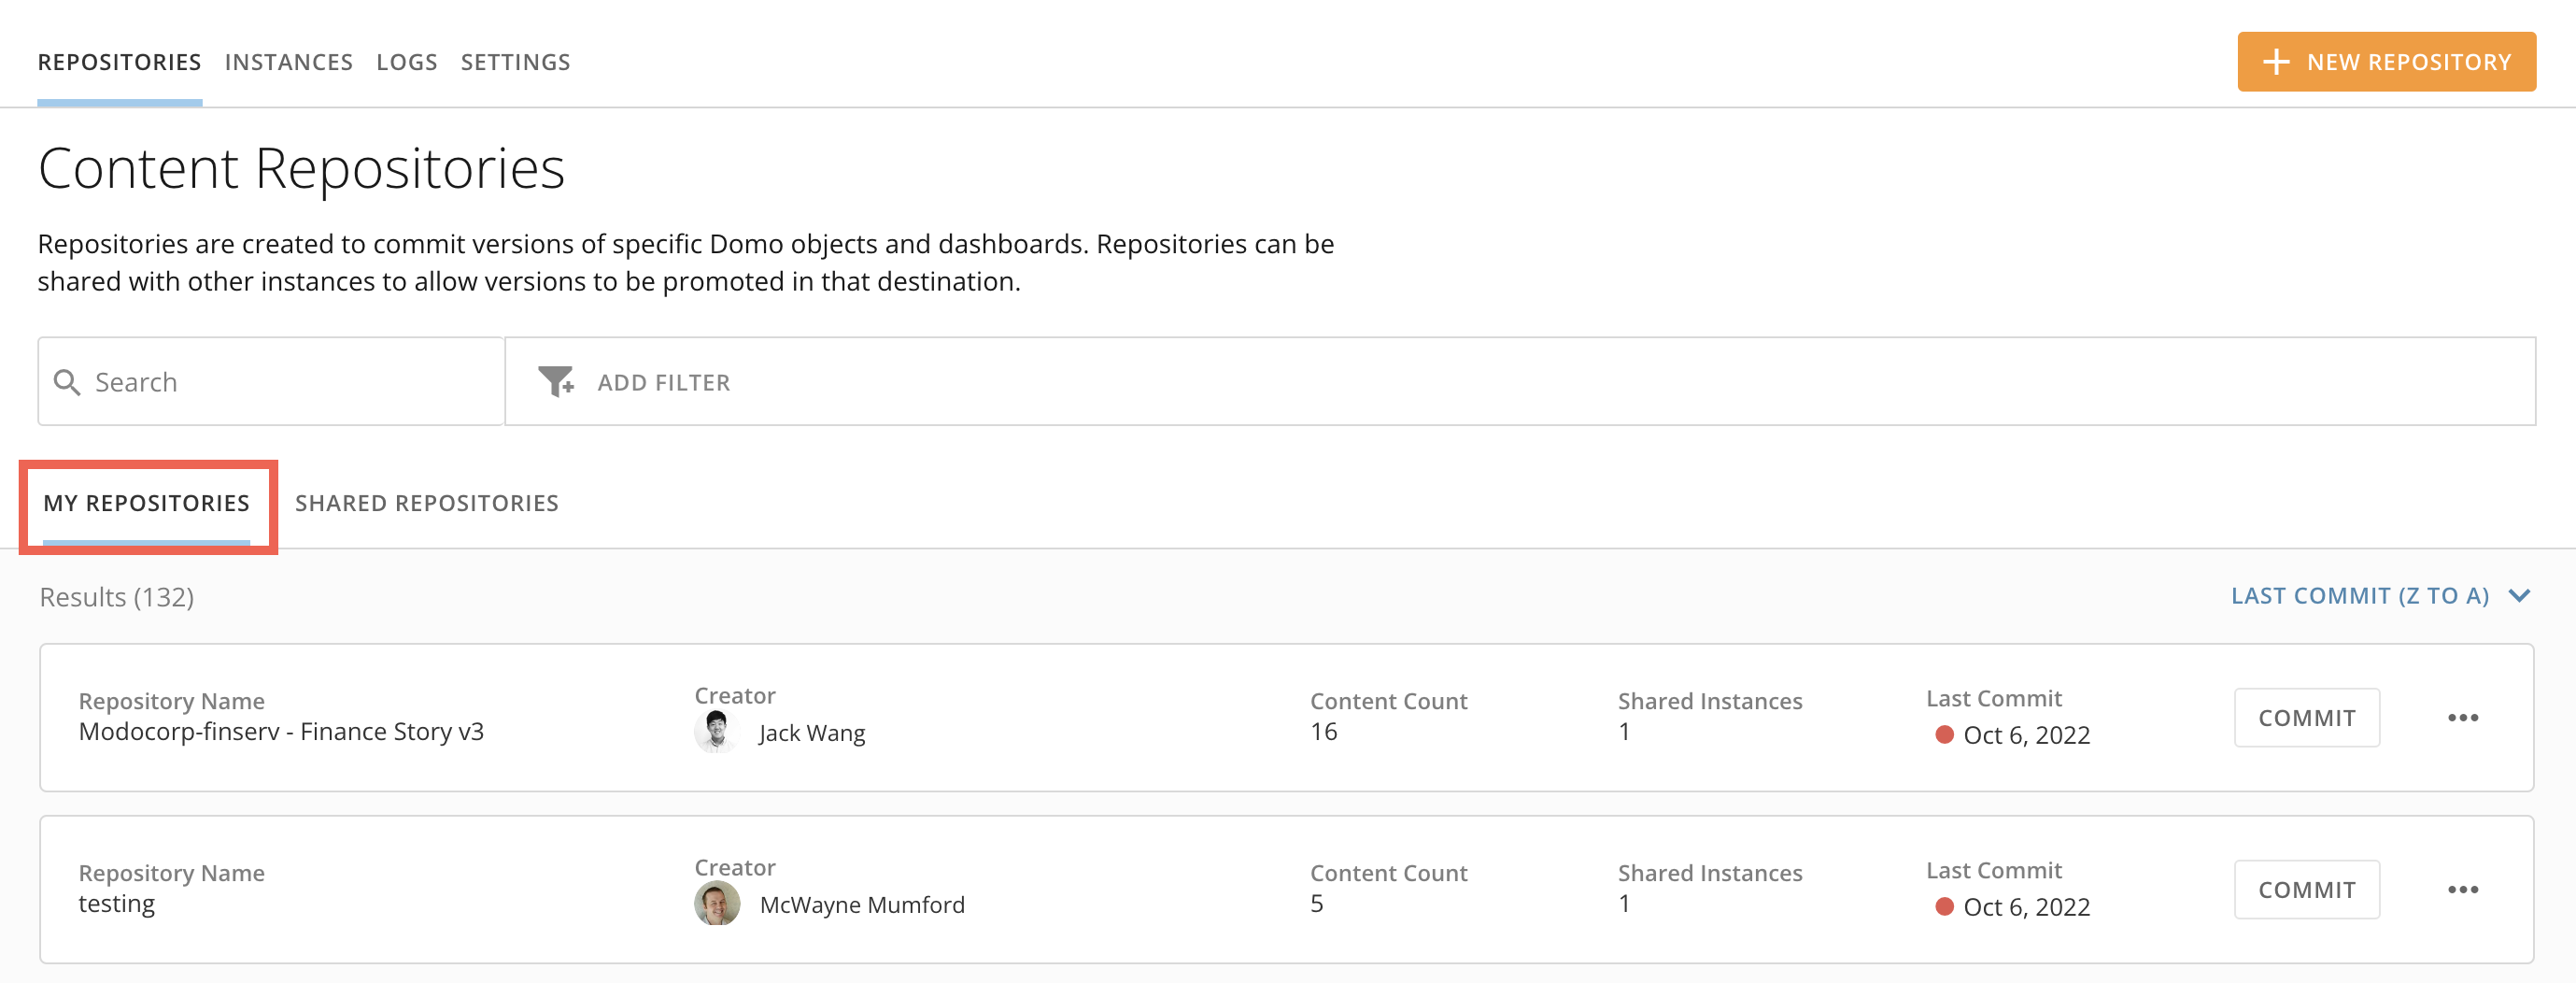 REPOSITORIES INSTANCES LOGS SETTINGS
NEW REPOSITORY
Content Repositories
Repositories are created to commit versions of specific Domo objects and dashboards. Repositories can be
shared with other instances to allow versions to be promoted in that destination.
Search
ADD FILTER
MY REPOSITORIES SHARED REPOSITORIES
Results (132)
LAST COMMIT (Z TO A)
Repository Name
Modocorp-finserv - Finance Story v3
Creator
Jack Wang
Content Count
16
Shared Instances
1
Last Commit
Oct 6, 2022
COMMIT
Repository Name
testing
Creator
McWayne Mumford
Content Count
5
Shared Instances
1
Last Commit
Oct 6, 2022
COMMIT